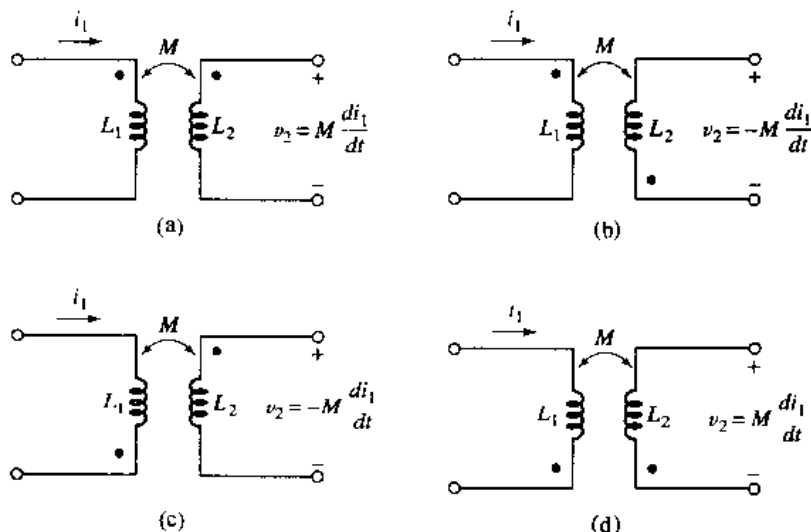 i₁
M
L₁
L₂
+
v₂ = M di₁/dt
−
(a)
i₁
M
L₁
L₂
+
v₂ = −M di₁/dt
−
(b)
i₁
M
L₁
L₂
+
v₂ = −M di₁/dt
−
(c)
i₁
M
L₁
L₂
+
v₂ = M di₁/dt
−
(d)